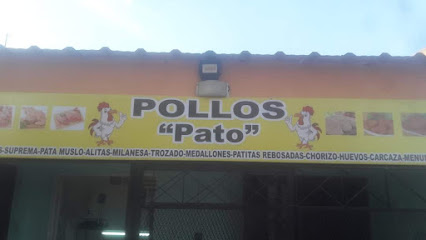 POLLOS
"Pato"
S-SUPREMA-PATA MUSLO-ALITAS-MILANESA-TROZADO-MEDALLONES-PATITAS REBOSADAS-CHORIZO-HUEVOS-CARCAZA-MENU